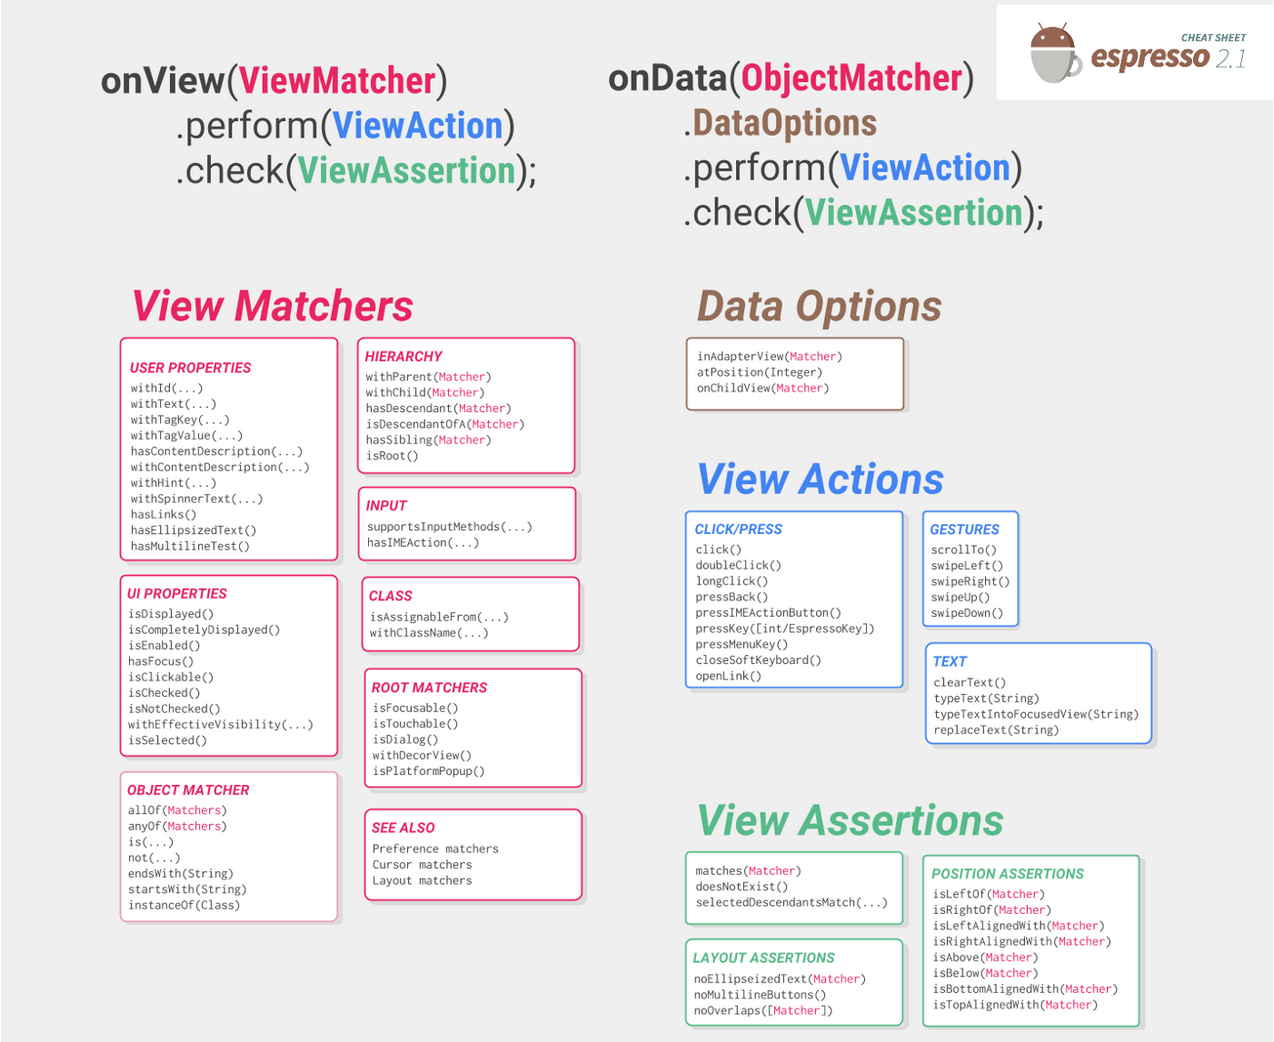 CHEAT SHEET
espresso 2.1
onView(ViewMatcher)
.perform(ViewAction)
.check(ViewAssertion);
onData(ObjectMatcher)
.DataOptions
.perform(ViewAction)
.check(ViewAssertion);
View Matchers
USER PROPERTIES
withId(...)
withText(...)
withTagKey(...)
withTagValue(...)
hasContentDescription(...)
withContentDescription(...)
withHint(...)
withSpinnerText(...)
hasLinks()
hasEllipsizedText()
hasMultilineTest()
UI PROPERTIES
isDisplayed()
isCompletelyDisplayed()
isEnabled()
hasFocus()
isClickable()
isChecked()
isNotChecked()
withEffectiveVisibility(...)
isSelected()
OBJECT MATCHER
allOf(Matchers)
anyOf(Matchers)
is(...)
not(...)
endsWith(String)
startsWith(String)
instanceOf(Class)
HIERARCHY
withParent(Matcher)
withChild(Matcher)
hasDescendant(Matcher)
isDescendantOfA(Matcher)
hasSibling(Matcher)
isRoot()
INPUT
supportsInputMethods(...)
hasIMEAction(...)
CLASS
isAssignableFrom(...)
withClassName(...)
ROOT MATCHERS
isFocusable()
isTouchable()
isDialog()
withDecorView()
isPlatformPopup()
SEE ALSO
Preference matchers
Cursor matchers
Layout matchers
Data Options
inAdapterView(Matcher)
atPosition(Integer)
onChildView(Matcher)
View Actions
CLICK/PRESS
click()
doubleClick()
longClick()
pressBack()
pressIMEActionButton()
pressKey([int/EspressoKey])
pressMenuKey()
closeSoftKeyboard()
openLink()
GESTURES
scrollTo()
swipeLeft()
swipeRight()
swipeUp()
swipeDown()
TEXT
clearText()
typeText(String)
typeTextIntoFocusedView(String)
replaceText(String)
View Assertions
matches(Matcher)
doesNotExist()
selectedDescendantsMatch(...)
LAYOUT ASSERTIONS
noEllipseizedText(Matcher)
noMultilineButtons()
noOverlaps([Matcher])
POSITION ASSERTIONS
isLeftOf(Matcher)
isRightOf(Matcher)
isLeftAlignedWith(Matcher)
isRightAlignedWith(Matcher)
isAbove(Matcher)
isBelow(Matcher)
isBottomAlignedWith(Matcher)
isTopAlignedWith(Matcher)